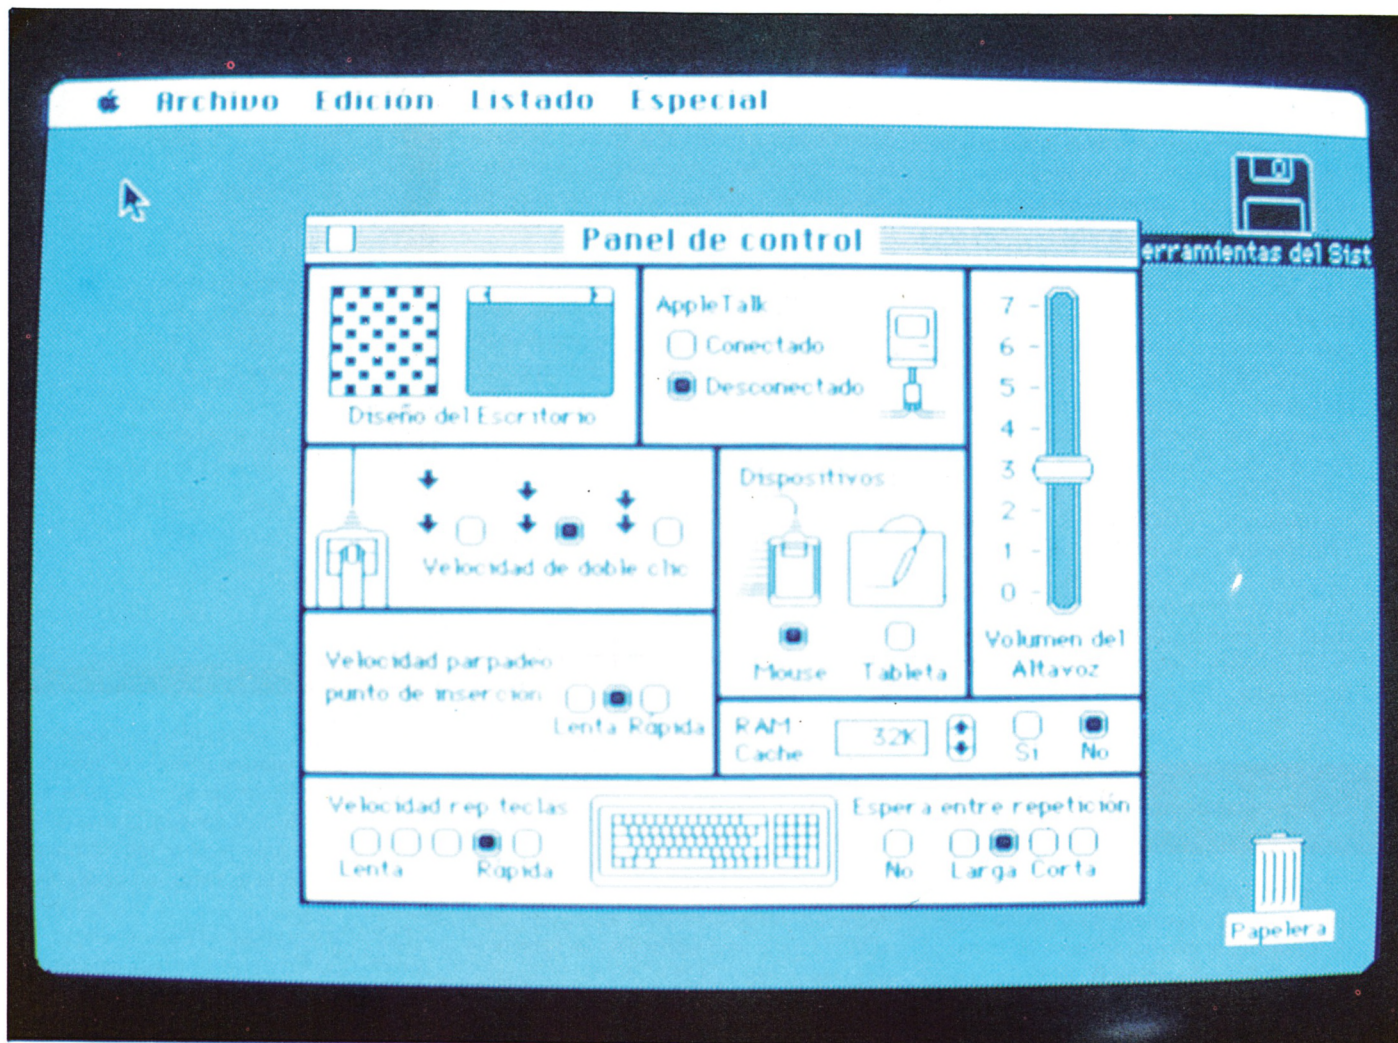 Archivo Edición Listado Especial
erramientas del Sist
Panel de control
Diseño del Escritorio
AppleTalk
Conectado
Desconectado
7
6
5
4
3
2
1
0
Volumen del
Altavoz
Velocidad de doble clic
Dispositivos
Mouse Tableta
Velocidad parpadeo
punto de inserción
Lenta Rápida
RAM
Cache
32K
Sí No
Velocidad rep teclas
Lenta Rápida
Espera entre repetición
No Larga Corta
Papelera